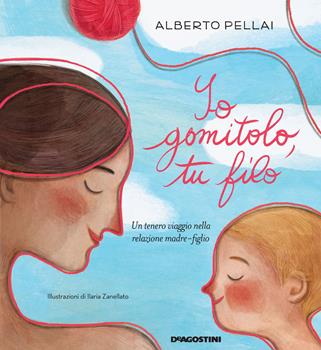 ALBERTO PELLAI
Io
gomitolo,
tu filo
Un tenero viaggio nella
relazione madre-figlio
Illustrazioni di Ilaria Zanellato
DEAGOSTINI